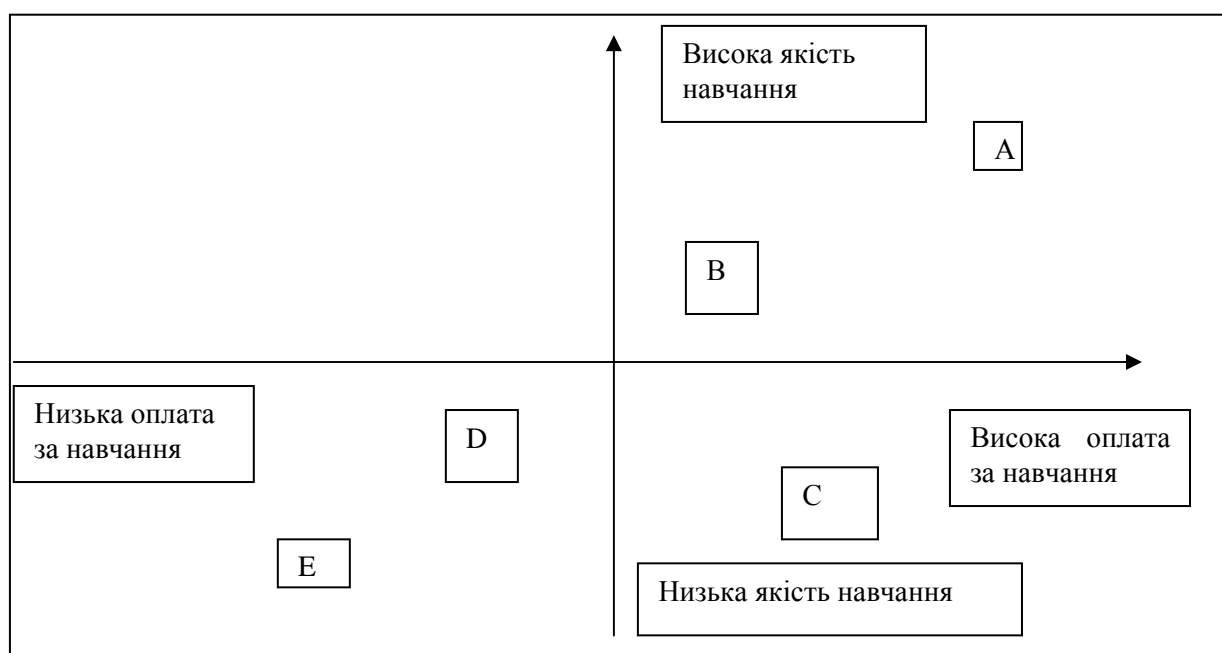 Висока якість
навчання
A
B
Низька оплата
за навчання
D
Висока оплата
за навчання
C
E
Низька якість навчання